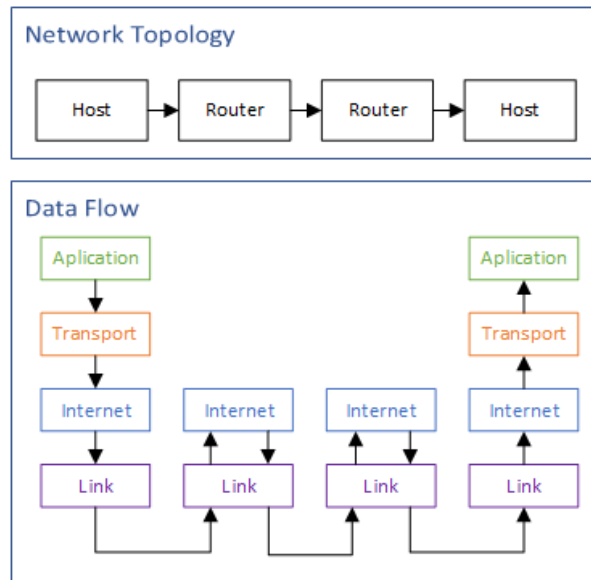 Network Topology
Host Router Router Host
Data Flow
Aplication Aplication
Transport Transport
Internet Internet Internet Internet
Link Link Link Link